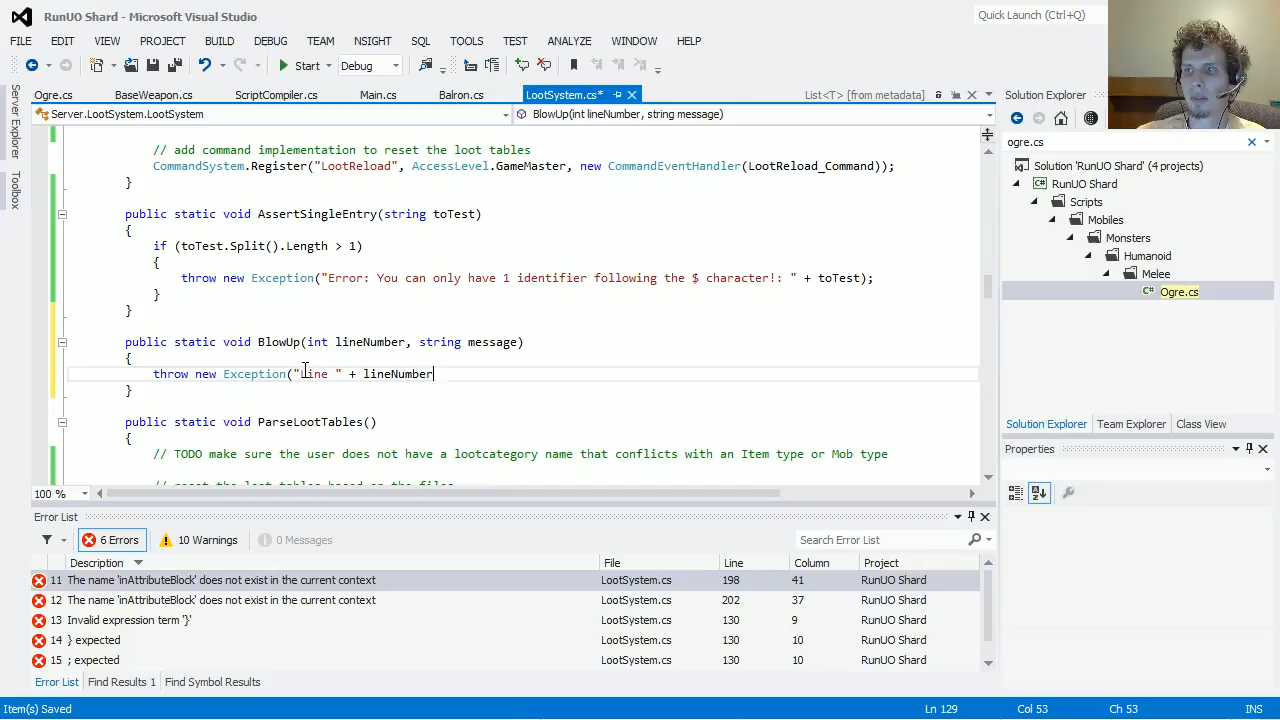 RunUO Shard - Microsoft Visual Studio
Quick Launch (Ctrl+Q)
FILE EDIT VIEW PROJECT BUILD DEBUG TEAM NSIGHT SQL TOOLS TEST ANALYZE WINDOW HELP
Start Debug
Server Explorer
Toolbox
Ogre.cs BaseWeapon.cs ScriptCompiler.cs Main.cs Balron.cs LootSystem.cs* List<T> [from metadata]
Server.LootSystem.LootSystem BlowUp(int lineNumber, string message)
// add command implementation to reset the loot tables
CommandSystem.Register("LootReload", AccessLevel.GameMaster, new CommandEventHandler(LootReload_Command));
}
public static void AssertSingleEntry(string toTest)
{
if (toTest.Split().Length > 1)
{
throw new Exception("Error: You can only have 1 identifier following the $ character!: " + toTest);
}
}
public static void BlowUp(int lineNumber, string message)
{
throw new Exception("Line " + lineNumber
}
public static void ParseLootTables()
{
// TODO make sure the user does not have a lootcategory name that conflicts with an Item type or Mob type
// reset the loot tables based on the files
100 %
Solution Explorer
ogre.cs
Solution 'RunUO Shard' (4 projects)
RunUO Shard
Scripts
Mobiles
Monsters
Humanoid
Melee
C# Ogre.cs
Solution Explorer Team Explorer Class View
Properties
Error List
6 Errors 10 Warnings 0 Messages
Search Error List
Description File Line Column Project
11 The name 'inAttributeBlock' does not exist in the current context LootSystem.cs 198 41 RunUO Shard
12 The name 'inAttributeBlock' does not exist in the current context LootSystem.cs 202 37 RunUO Shard
13 Invalid expression term '}' LootSystem.cs 130 9 RunUO Shard
14 } expected LootSystem.cs 130 10 RunUO Shard
15 ; expected LootSystem.cs 130 10 RunUO Shard
Error List Find Results 1 Find Symbol Results
Item(s) Saved Ln 129 Col 53 Ch 53 INS